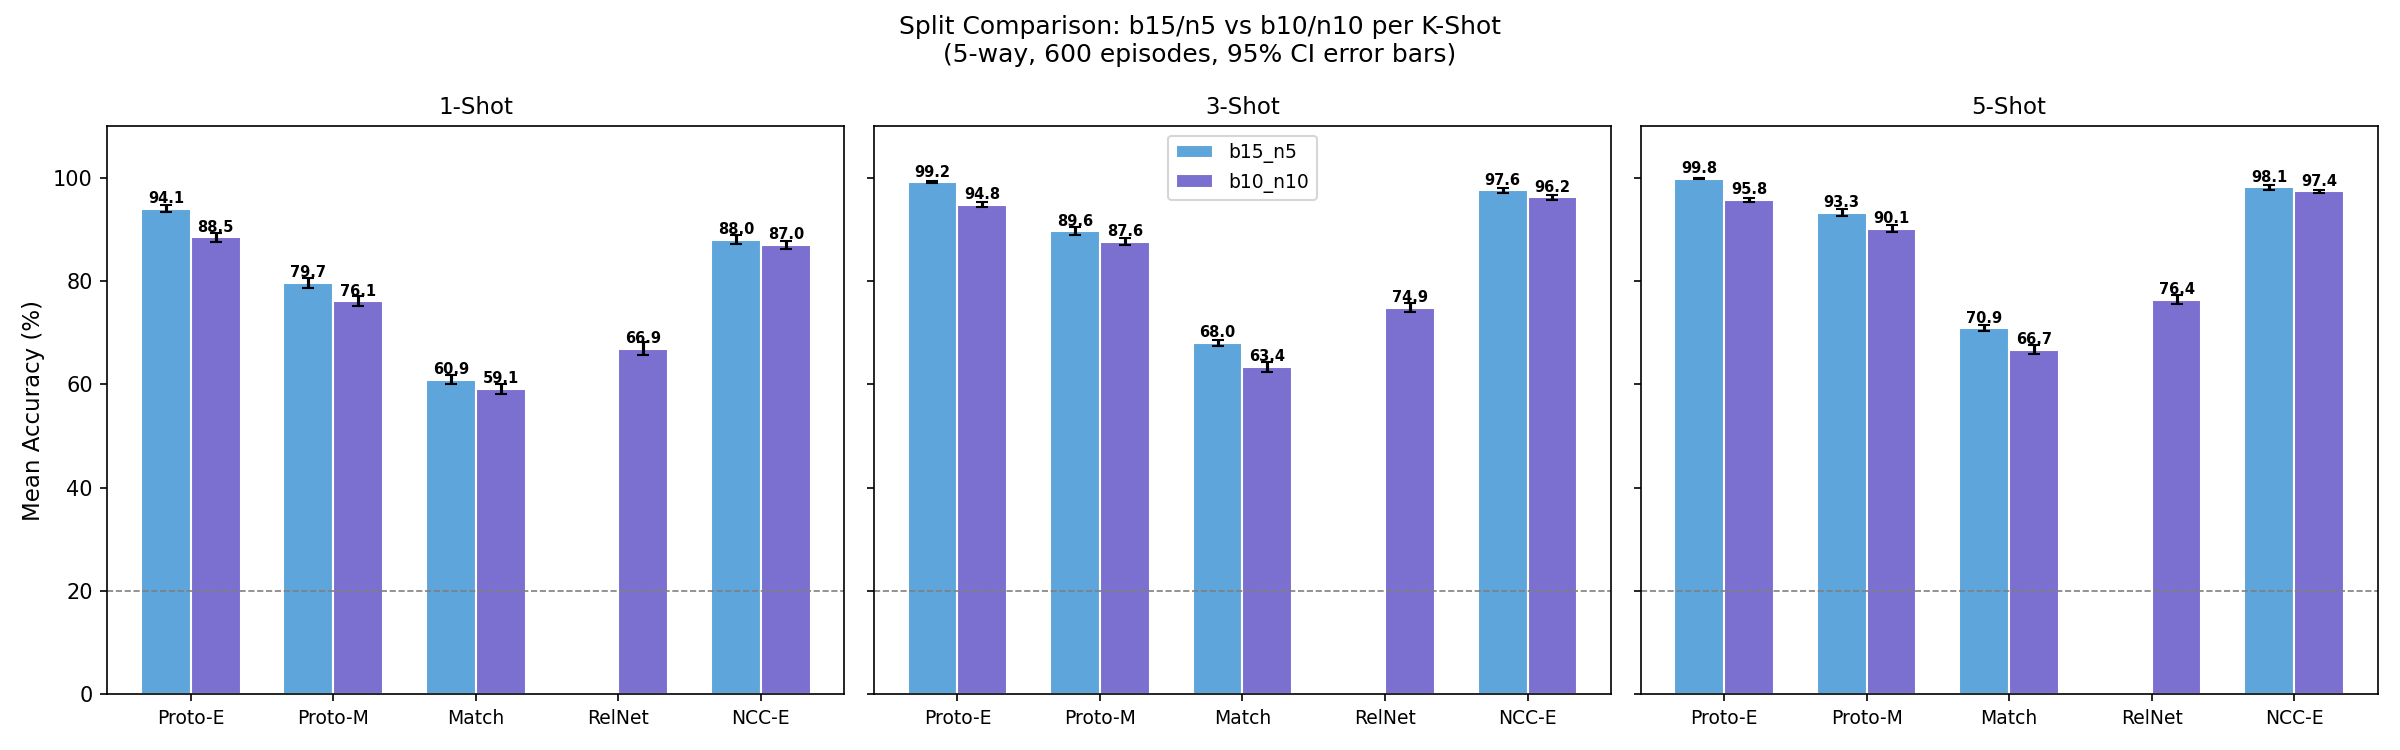 Split Comparison: b15/n5 vs b10/n10 per K-Shot
(5-way, 600 episodes, 95% CI error bars)
1-Shot
Mean Accuracy (%)
100
80
60
40
20
0
94.1
88.5
79.7
76.1
60.9
59.1
66.9
88.0
87.0
Proto-E
Proto-M
Match
RelNet
NCC-E
3-Shot
b15_n5
b10_n10
99.2
94.8
89.6
87.6
68.0
63.4
74.9
97.6
96.2
Proto-E
Proto-M
Match
RelNet
NCC-E
5-Shot
99.8
95.8
93.3
90.1
70.9
66.7
76.4
98.1
97.4
Proto-E
Proto-M
Match
RelNet
NCC-E